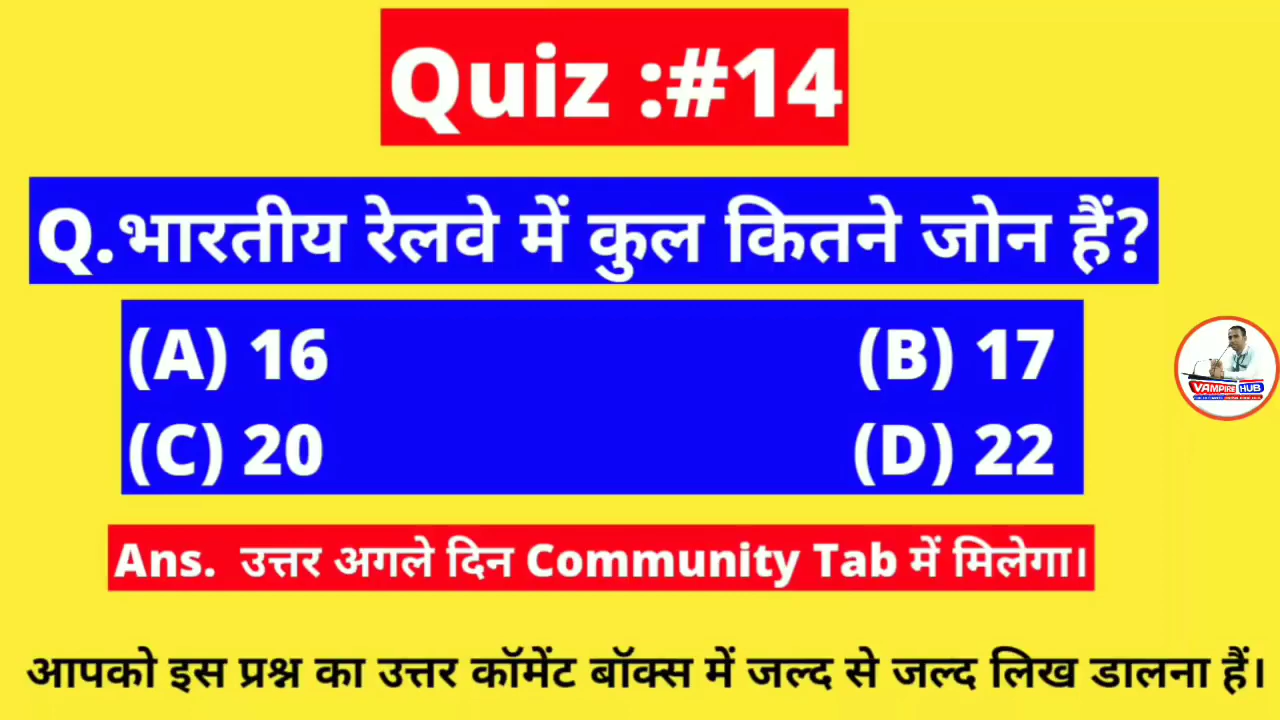 Quiz :#14
Q.भारतीय रेलवे में कुल कितने जोन हैं?
(A) 16 (B) 17
(C) 20 (D) 22
VAMPIRE HUB
Ans. उत्तर अगले दिन Community Tab में मिलेगा।
आपको इस प्रश्न का उत्तर कॉमेंट बॉक्स में जल्द से जल्द लिख डालना हैं।